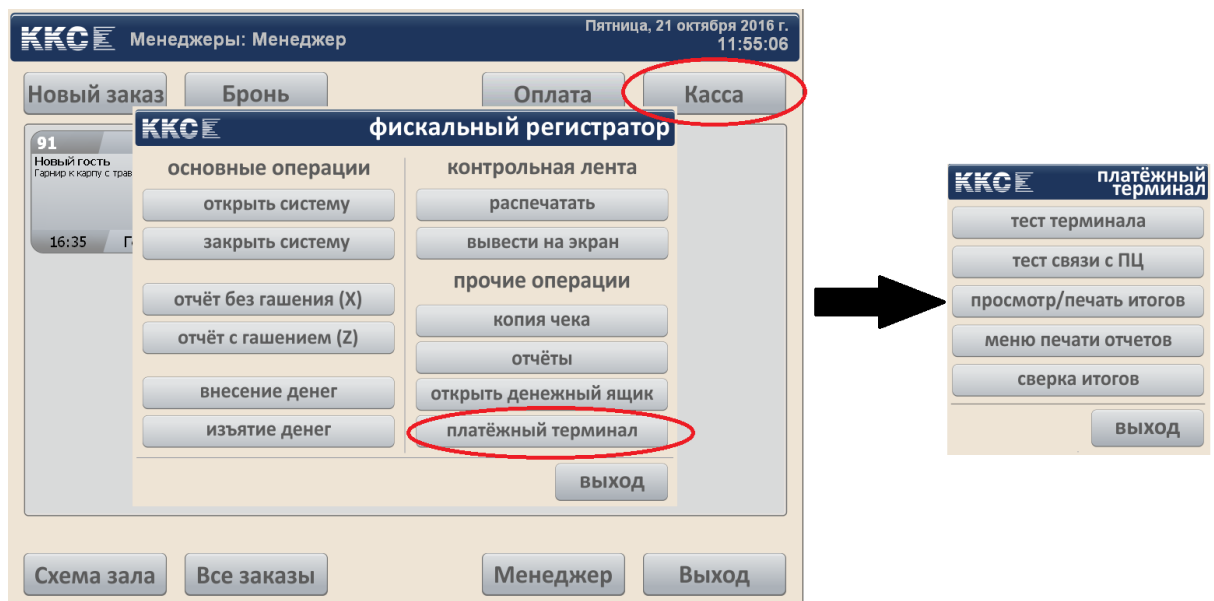 ККС Менеджеры: Менеджер
Пятница, 21 октября 2016 г.
11:55:06
Новый заказ Бронь Оплата Касса
91
Новый гость
Гарнир к карпу с трав
16:35 Г
ККС фискальный регистратор
основные операции
открыть систему
закрыть систему
отчёт без гашения (X)
отчёт с гашением (Z)
внесение денег
изъятие денег
контрольная лента
распечатать
вывести на экран
прочие операции
копия чека
отчёты
открыть денежный ящик
платёжный терминал
выход
Схема зала Все заказы Менеджер Выход
ККС платёжный
терминал
тест терминала
тест связи с ПЦ
просмотр/печать итогов
меню печати отчетов
сверка итогов
выход